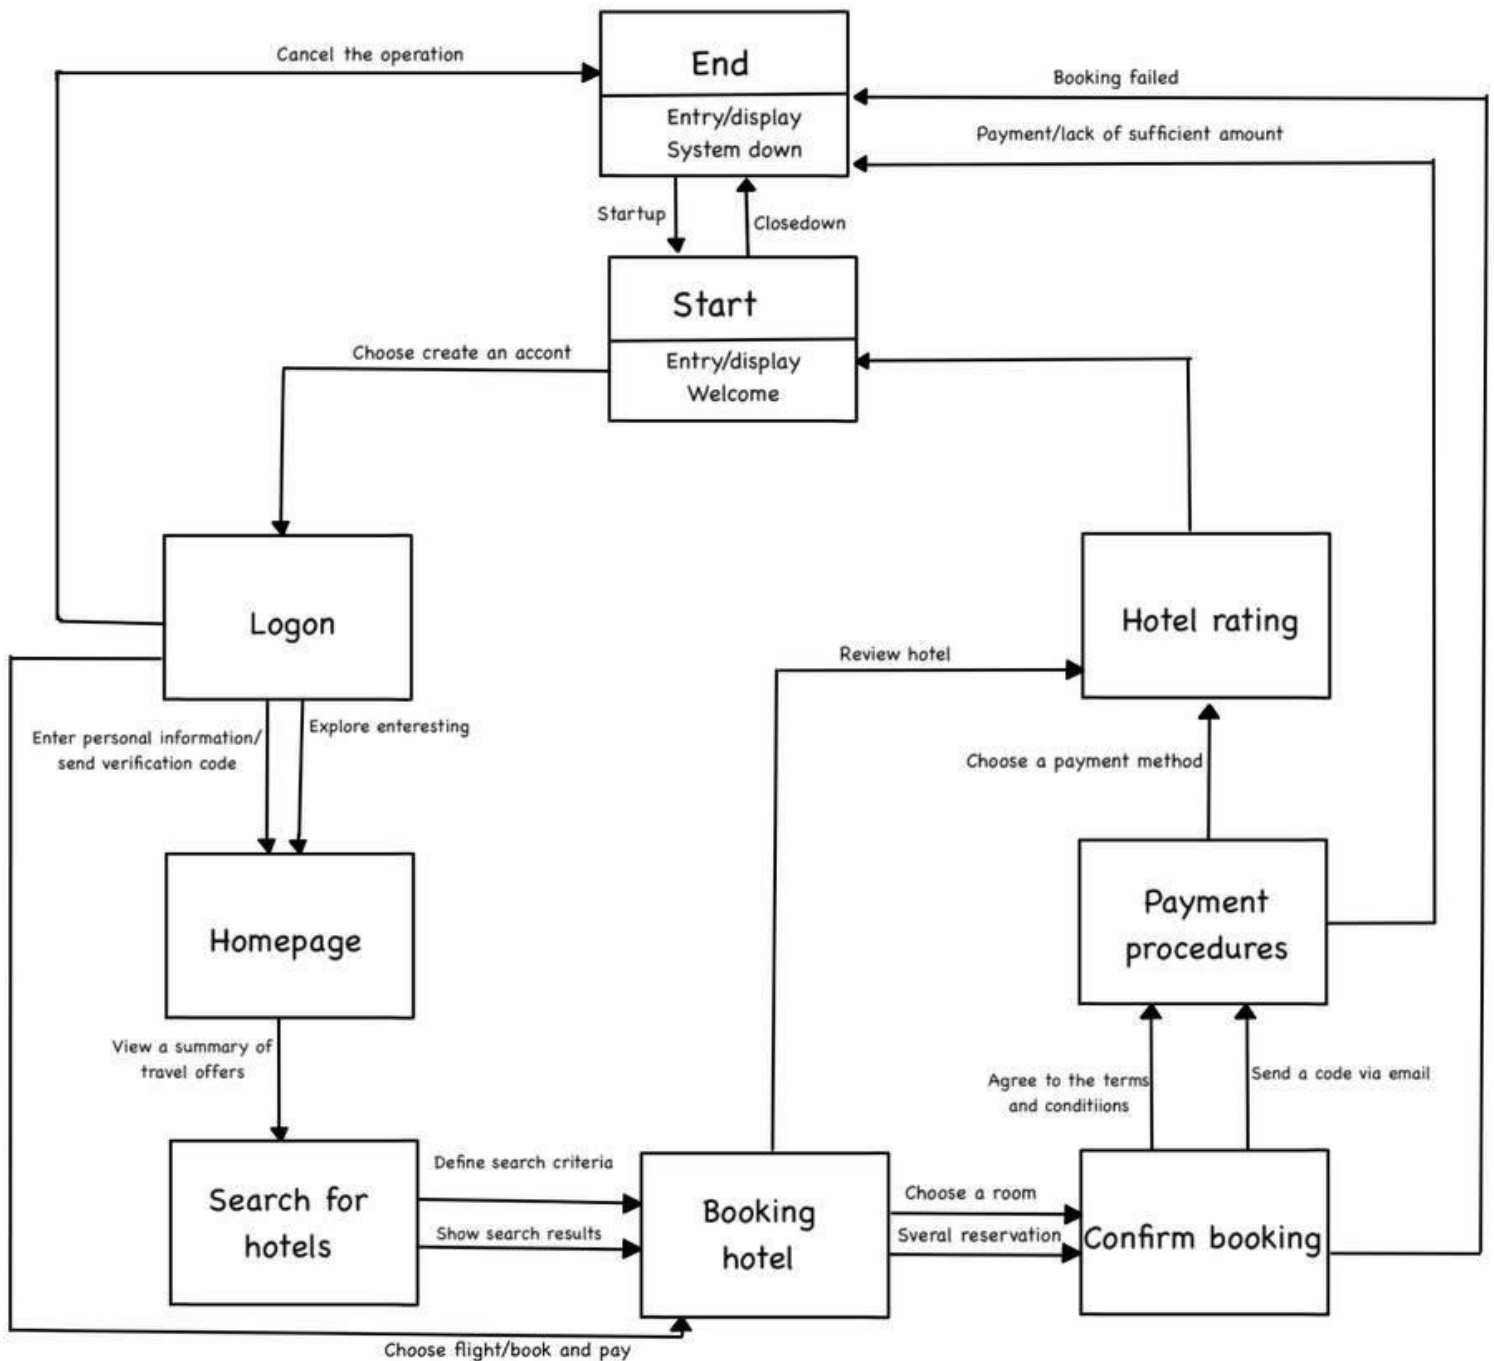 Cancel the operation
End
Booking failed
Entry/display
System down
Payment/lack of sufficient amount
Startup
Closedown
Start
Choose create an accont
Entry/display
Welcome
Logon
Hotel rating
Review hotel
Enter personal information/
send verification code
Explore enteresting
Choose a payment method
Homepage
Payment
procedures
View a summary of
travel offers
Agree to the terms
and conditiions
Send a code via email
Search for
hotels
Define search criteria
Show search results
Booking
hotel
Choose a room
Sveral reservation
Confirm booking
Choose flight/book and pay